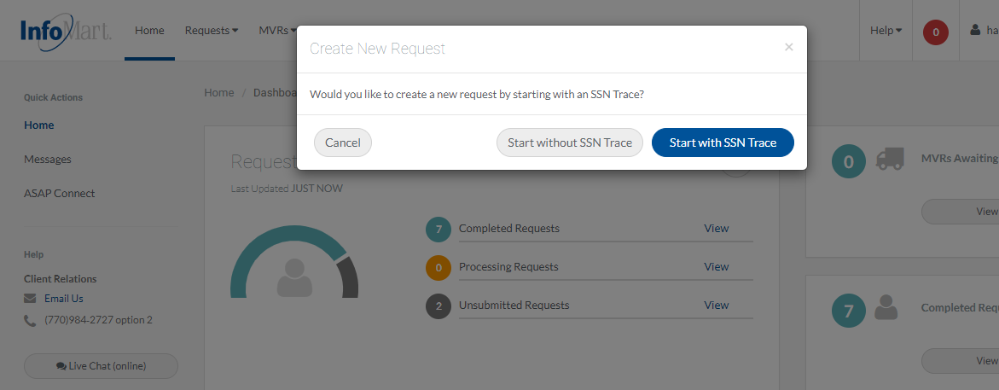 InfoMart.
Home
Requests
MVRs
Help
0
ha
Create New Request
×
Would you like to create a new request by starting with an SSN Trace?
Cancel
Start without SSN Trace
Start with SSN Trace
Quick Actions
Home
Messages
ASAP Connect
Help
Client Relations
Email Us
(770)984-2727 option 2
Live Chat (online)
Home / Dashboa
Request
Last Updated JUST NOW
7 Completed Requests View
0 Processing Requests View
2 Unsubmitted Requests View
0 MVRs Awaiting
View
7 Completed Requ
View